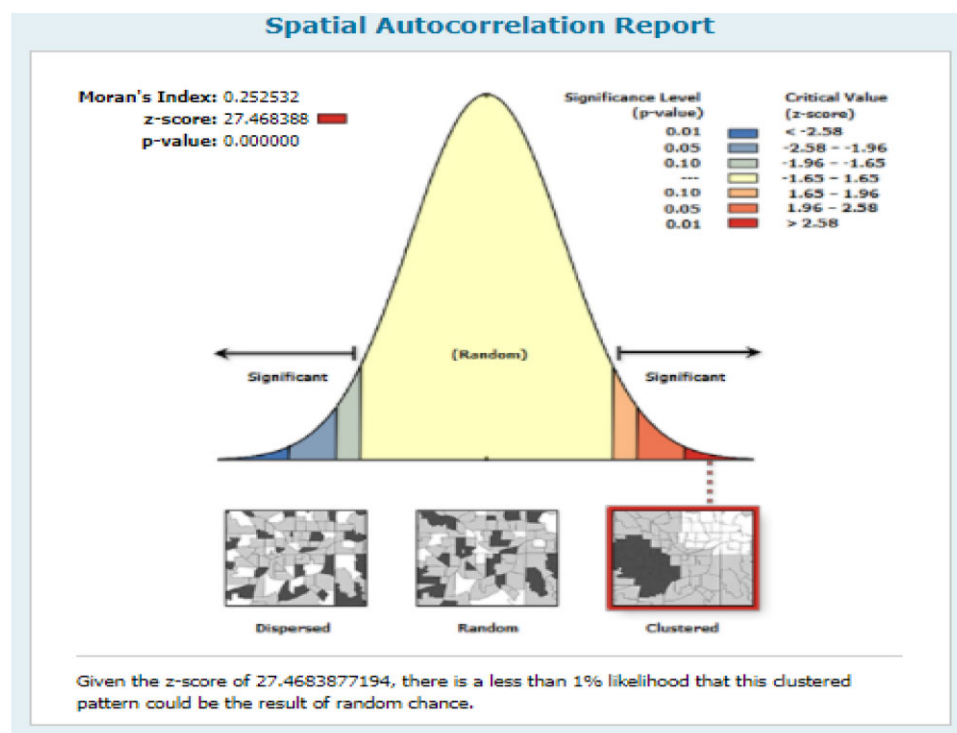 Spatial Autocorrelation Report
Moran's Index: 0.252532
z-score: 27.468388
p-value: 0.000000
Significance Level (p-value)
Critical Value (z-score)
0.01 < -2.58
0.05 -2.58 – -1.96
0.10 -1.96 – -1.65
--- -1.65 – 1.65
0.10 1.65 – 1.96
0.05 1.96 – 2.58
0.01 > 2.58
(Random)
Significant
Significant
Dispersed
Random
Clustered
Given the z-score of 27.4683877194, there is a less than 1% likelihood that this clustered
pattern could be the result of random chance.